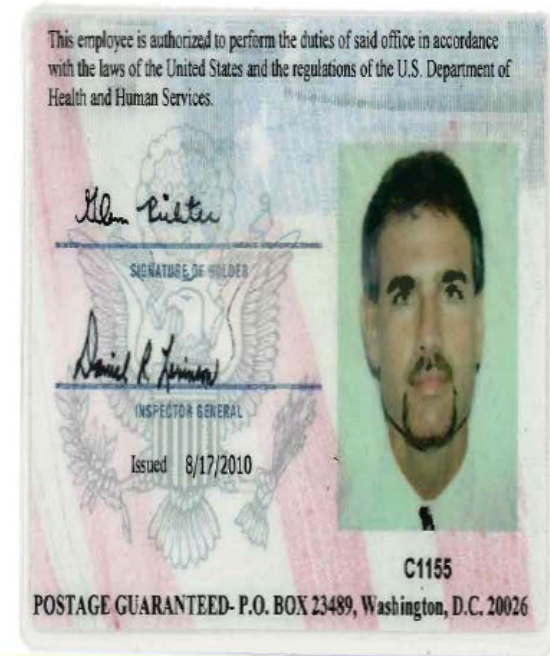 This employee is authorized to perform the duties of said office in accordance
with the laws of the United States and the regulations of the U.S. Department of
Health and Human Services.
SIGNATURE OF HOLDER
Daniel R
INSPECTOR GENERAL
Issued 8/17/2010
C1155
POSTAGE GUARANTEED- P.O. BOX 23489, Washington, D.C. 20026